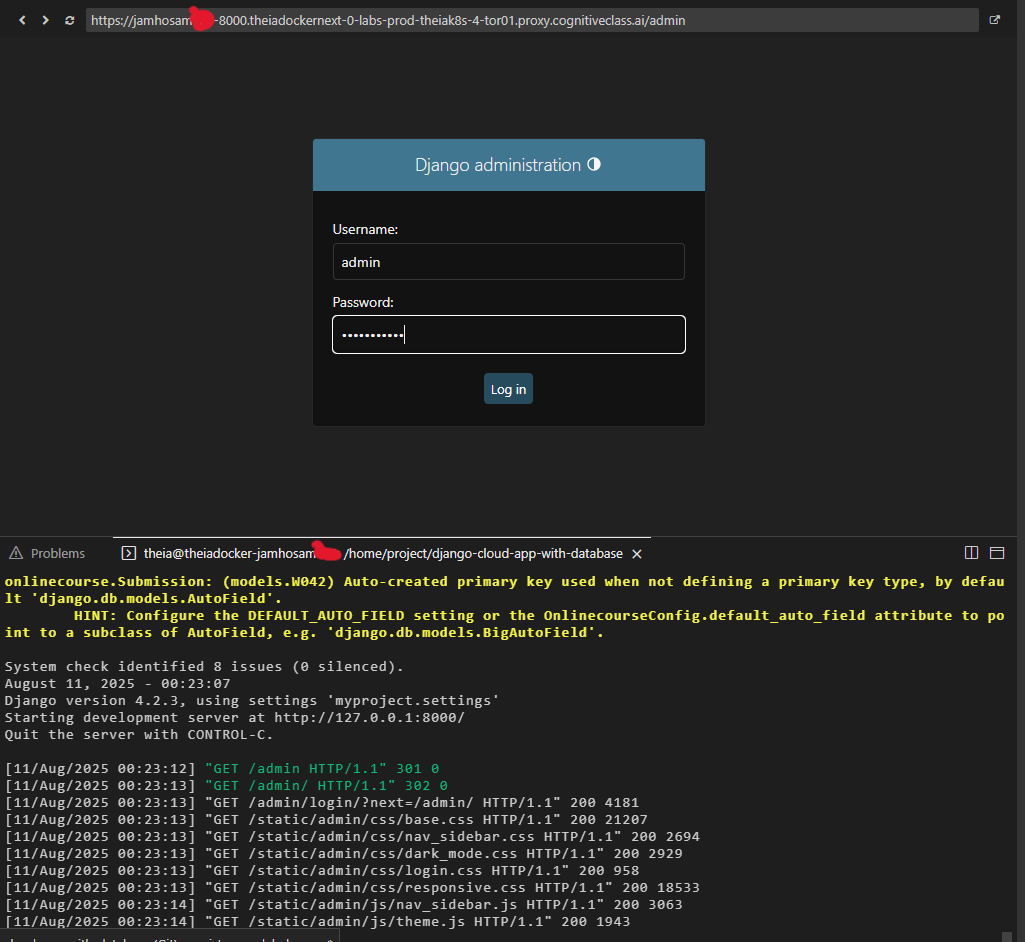 https://jamhosam -8000.theiadockernext-0-labs-prod-theiak8s-4-tor01.proxy.cognitiveclass.ai/admin
Django administration
Username:
admin
Password:
•••••••••••
Log in
Problems
theia@theiadocker-jamhosam /home/project/django-cloud-app-with-database
onlinecourse.Submission: (models.W042) Auto-created primary key used when not defining a primary key type, by defau
lt 'django.db.models.AutoField'.
HINT: Configure the DEFAULT_AUTO_FIELD setting or the OnlinecourseConfig.default_auto_field attribute to po
int to a subclass of AutoField, e.g. 'django.db.models.BigAutoField'.
System check identified 8 issues (0 silenced).
August 11, 2025 - 00:23:07
Django version 4.2.3, using settings 'myproject.settings'
Starting development server at http://127.0.0.1:8000/
Quit the server with CONTROL-C.
[11/Aug/2025 00:23:12] "GET /admin HTTP/1.1" 301 0
[11/Aug/2025 00:23:13] "GET /admin/ HTTP/1.1" 302 0
[11/Aug/2025 00:23:13] "GET /admin/login/?next=/admin/ HTTP/1.1" 200 4181
[11/Aug/2025 00:23:13] "GET /static/admin/css/base.css HTTP/1.1" 200 21207
[11/Aug/2025 00:23:13] "GET /static/admin/css/nav_sidebar.css HTTP/1.1" 200 2694
[11/Aug/2025 00:23:13] "GET /static/admin/css/dark_mode.css HTTP/1.1" 200 2929
[11/Aug/2025 00:23:13] "GET /static/admin/css/login.css HTTP/1.1" 200 958
[11/Aug/2025 00:23:13] "GET /static/admin/css/responsive.css HTTP/1.1" 200 18533
[11/Aug/2025 00:23:14] "GET /static/admin/js/nav_sidebar.js HTTP/1.1" 200 3063
[11/Aug/2025 00:23:14] "GET /static/admin/js/theme.js HTTP/1.1" 200 1943